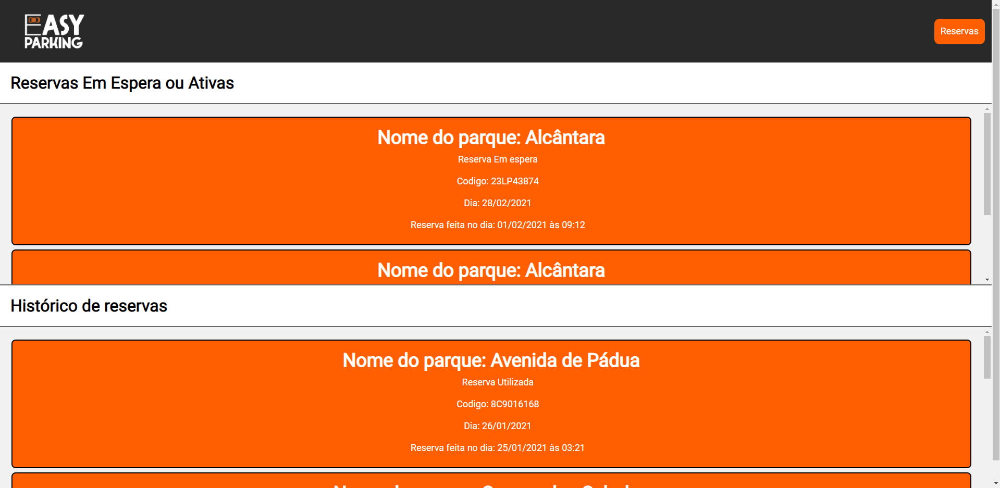 EASY
PARKING
Reservas
Reservas Em Espera ou Ativas
Nome do parque: Alcântara
Reserva Em espera
Codigo: 23LP43874
Dia: 28/02/2021
Reserva feita no dia: 01/02/2021 às 09:12
Nome do parque: Alcântara
Histórico de reservas
Nome do parque: Avenida de Pádua
Reserva Utilizada
Codigo: 8C9016168
Dia: 26/01/2021
Reserva feita no dia: 25/01/2021 às 03:21